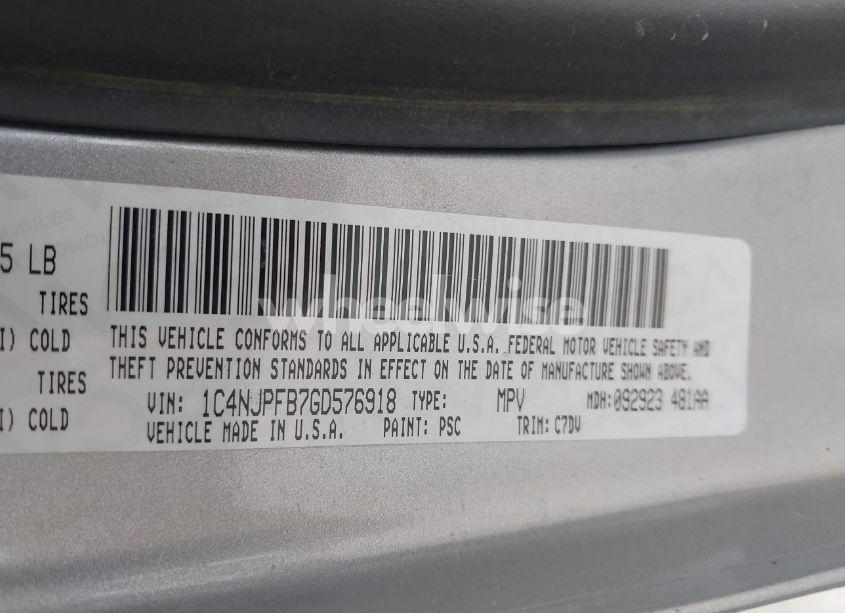 5 LB
TIRES
I) COLD
TIRES
I) COLD
THIS VEHICLE CONFORMS TO ALL APPLICABLE U.S.A. FEDERAL MOTOR VEHICLE SAFETY AND
THEFT PREVENTION STANDARDS IN EFFECT ON THE DATE OF MANUFACTURE SHOWN ABOVE.
VIN: 1C4NJPFB7GD576918 TYPE: MPV MDH:092923 481AA
VEHICLE MADE IN U.S.A. PAINT: PSC TRIM: C7DV
wheelwise